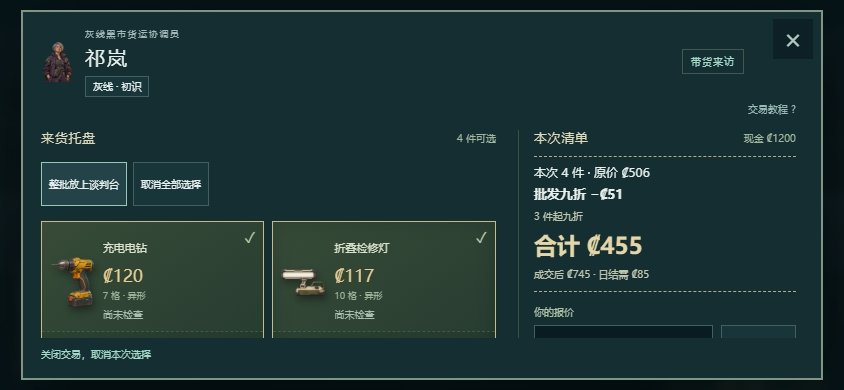 灰线黑市货运协调员
祁岚
灰线 · 初识
带货来访
交易教程 ?
来货托盘
4 件可选
整批放上谈判台
取消全部选择
充电电钻
₡120
7 格 · 异形
尚未检查
折叠检修灯
₡117
10 格 · 异形
尚未检查
本次清单
现金 ₡1200
本次 4 件 · 原价 ₡506
批发九折 −₡51
3 件起九折
合计 ₡455
成交后 ₡745 · 日结需 ₡85
你的报价
关闭交易，取消本次选择